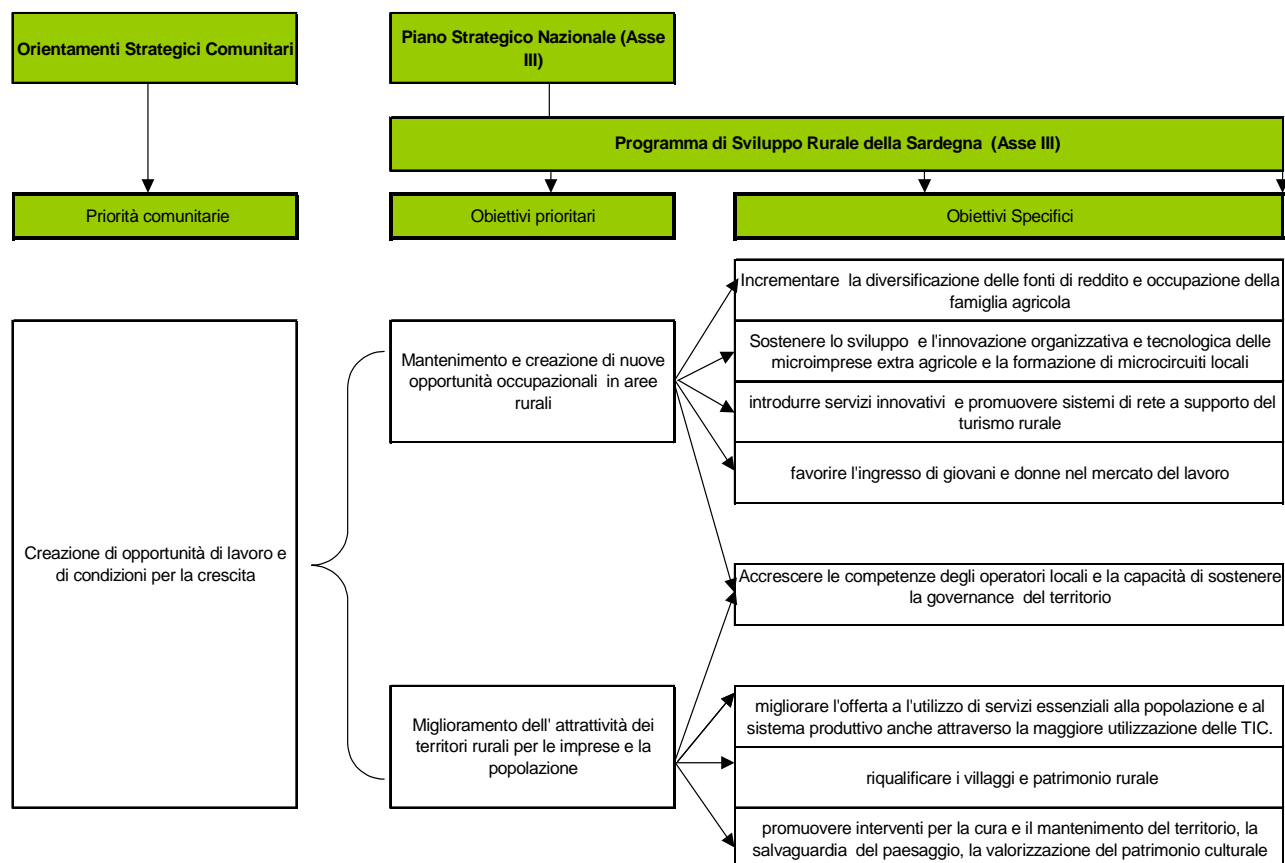 Orientamenti Strategici Comunitari
Piano Strategico Nazionale (Asse
III)
Programma di Sviluppo Rurale della Sardegna (Asse III)
Priorità comunitarie
Obiettivi prioritari
Obiettivi Specifici
Creazione di opportunità di lavoro e
di condizioni per la crescita
Mantenimento e creazione di nuove
opportunità occupazionali in aree
rurali
Incrementare la diversificazione delle fonti di reddito e occupazione della
famiglia agricola
Sostenere lo sviluppo e l'innovazione organizzativa e tecnologica delle
microimprese extra agricole e la formazione di microcircuiti locali
introdurre servizi innovativi e promuovere sistemi di rete a supporto del
turismo rurale
favorire l'ingresso di giovani e donne nel mercato del lavoro
Accrescere le competenze degli operatori locali e la capacità di sostenere
la governance del territorio
Miglioramento dell' attrattività dei
territori rurali per le imprese e la
popolazione
migliorare l'offerta a l'utilizzo di servizi essenziali alla popolazione e al
sistema produttivo anche attraverso la maggiore utilizzazione delle TIC.
riqualificare i villaggi e patrimonio rurale
promuovere interventi per la cura e il mantenimento del territorio, la
salvaguardia del paesaggio, la valorizzazione del patrimonio culturale